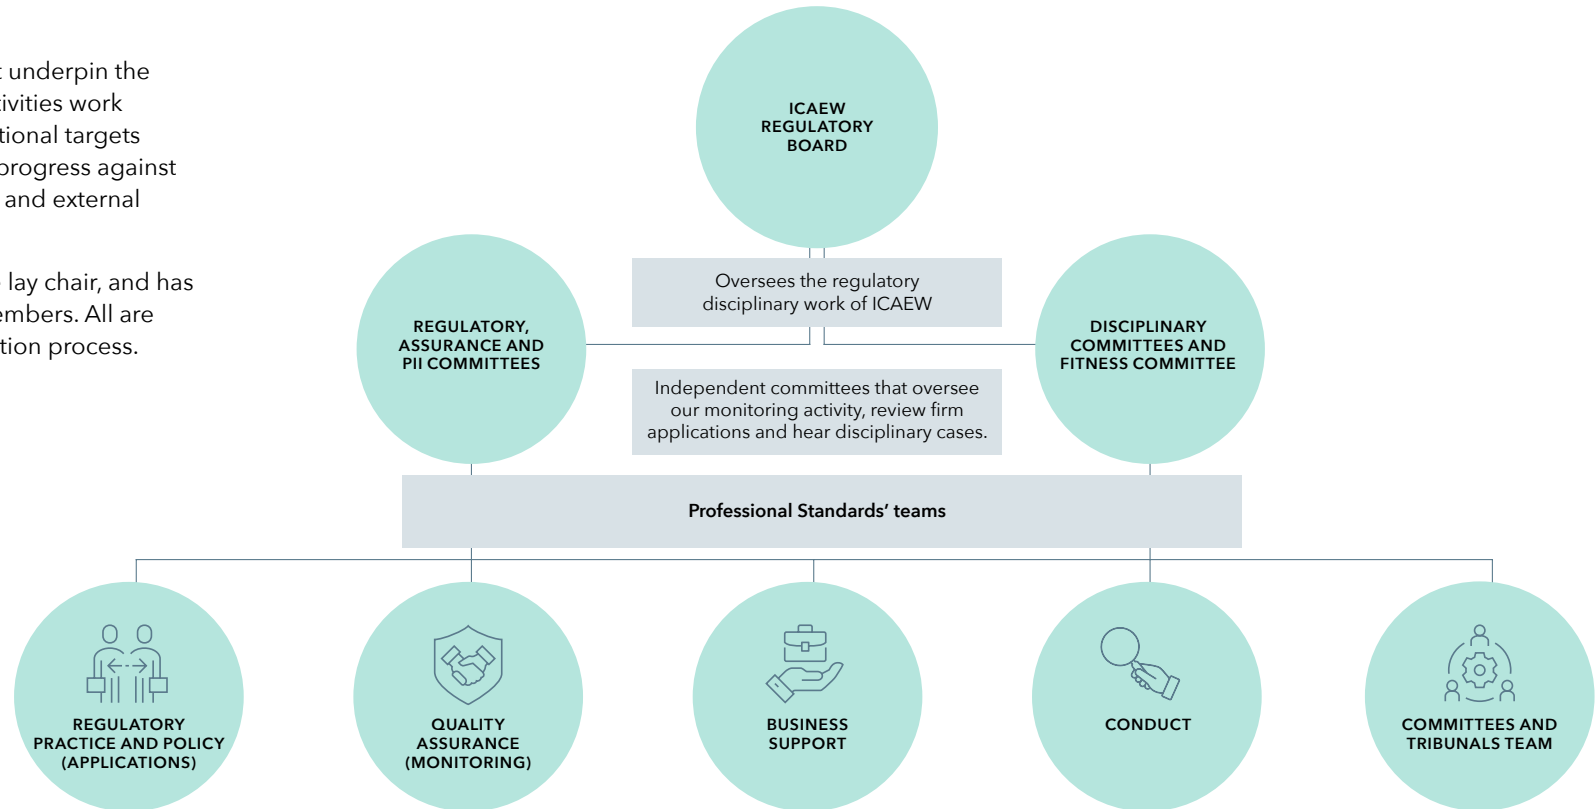 t underpin the
tivities work
tional targets
progress against
and external
lay chair, and has
embers. All are
tion process.
ICAEW
REGULATORY
BOARD
Oversees the regulatory
disciplinary work of ICAEW
REGULATORY,
ASSURANCE AND
PII COMMITTEES
DISCIPLINARY
COMMITTEES AND
FITNESS COMMITTEE
Independent committees that oversee
our monitoring activity, review firm
applications and hear disciplinary cases.
Professional Standards’ teams
REGULATORY
PRACTICE AND POLICY
(APPLICATIONS)
QUALITY
ASSURANCE
(MONITORING)
BUSINESS
SUPPORT
CONDUCT
COMMITTEES AND
TRIBUNALS TEAM